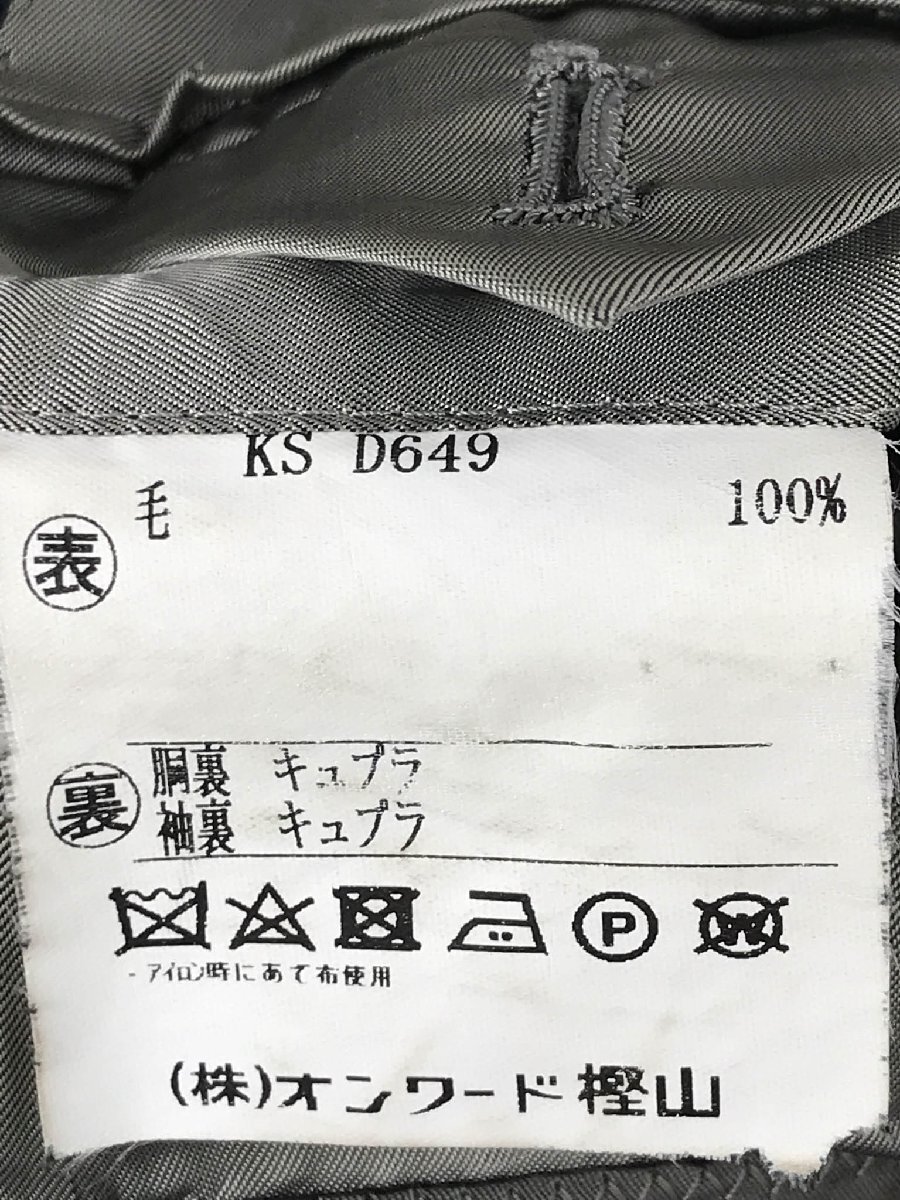 KS D649
毛 100%
表
裏 胴裏 キュプラ
袖裏 キュプラ
P W
- アイロン時にあて布使用
(株)オンワード樫山